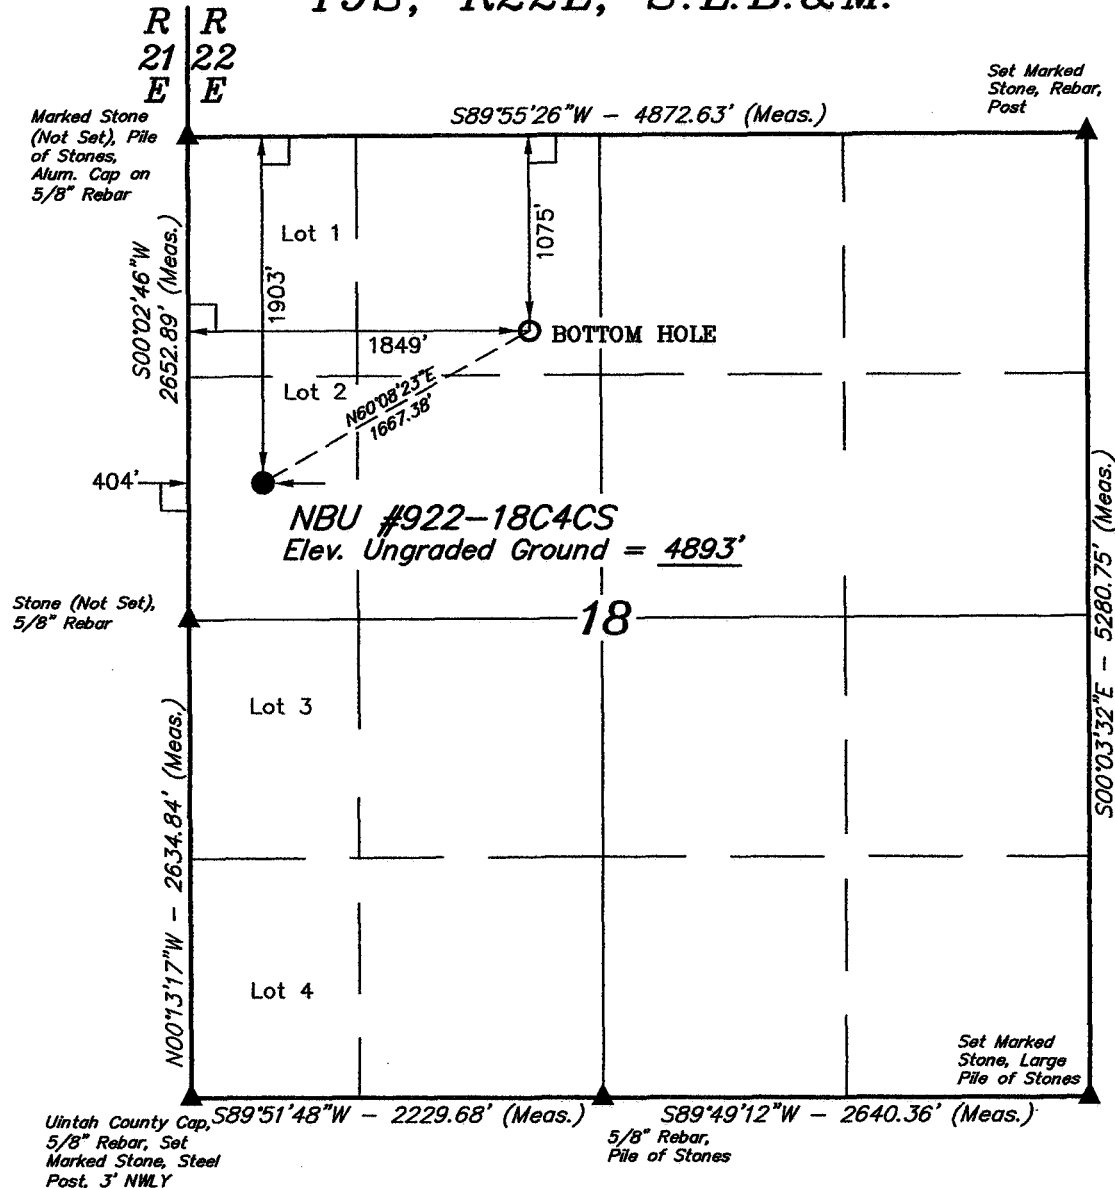 T9S, R22E, S.L.B.&M.
R R
21 22
E E
Set Marked
Stone, Rebar,
Post
Marked Stone
(Not Set), Pile
of Stones,
Alum. Cap on
5/8" Rebar
S89°55'26"W - 4872.63' (Meas.)
Lot 1
1903'
1075'
S00°02'46"W
2652.89' (Meas.)
1849'
BOTTOM HOLE
Lot 2
N60°08'23"E
1667.38'
404'
NBU #922-18C4CS
Elev. Ungraded Ground = 4893'
Stone (Not Set),
5/8" Rebar
18
S00°03'32"E - 5280.75' (Meas.)
Lot 3
N00°13'17"W - 2634.84' (Meas.)
Lot 4
Set Marked
Stone, Large
Pile of Stones
S89°51'48"W - 2229.68' (Meas.)
S89°49'12"W - 2640.36' (Meas.)
Uintah County Cap,
5/8" Rebar, Set
Marked Stone, Steel
Post, 3' NWLY
5/8" Rebar,
Pile of Stones